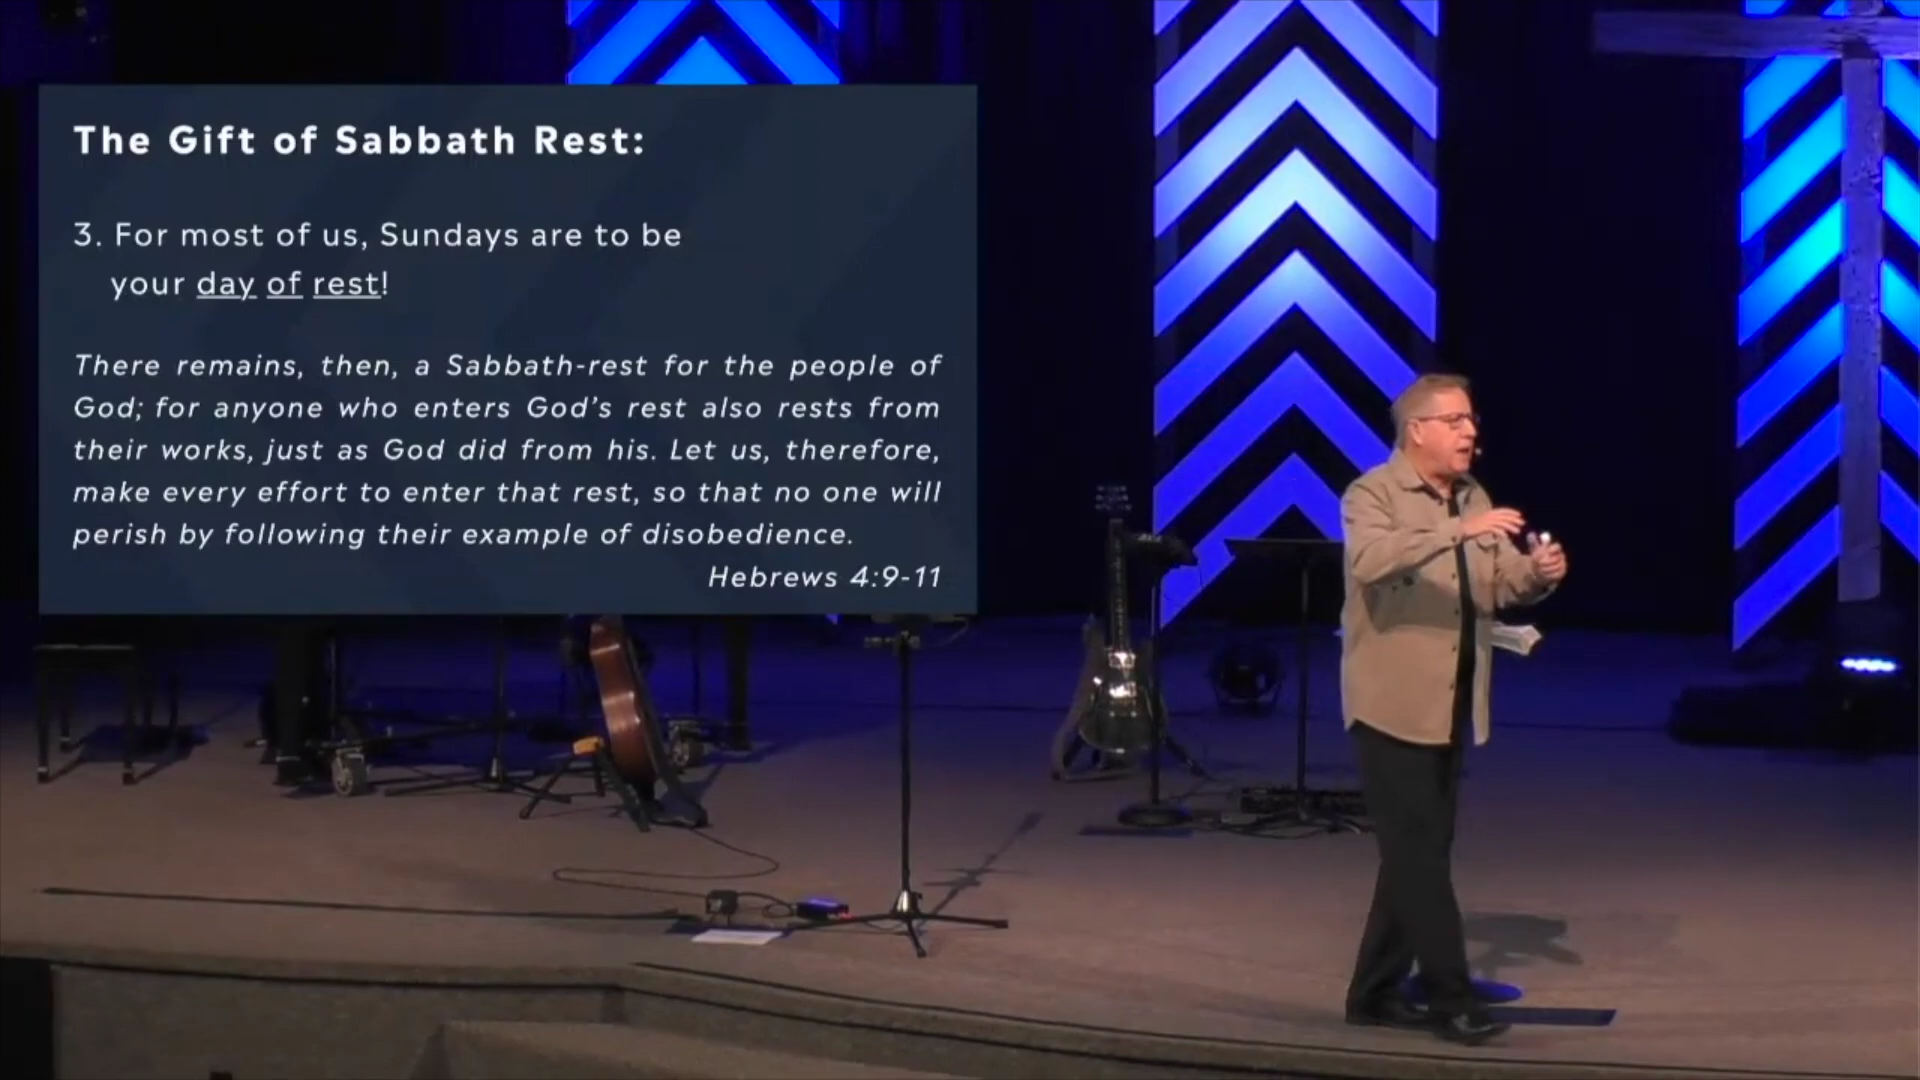 The Gift of Sabbath Rest:
3. For most of us, Sundays are to be
your day of rest!
There remains, then, a Sabbath-rest for the people of
God; for anyone who enters God's rest also rests from
their works, just as God did from his. Let us, therefore,
make every effort to enter that rest, so that no one will
perish by following their example of disobedience.
Hebrews 4:9-11